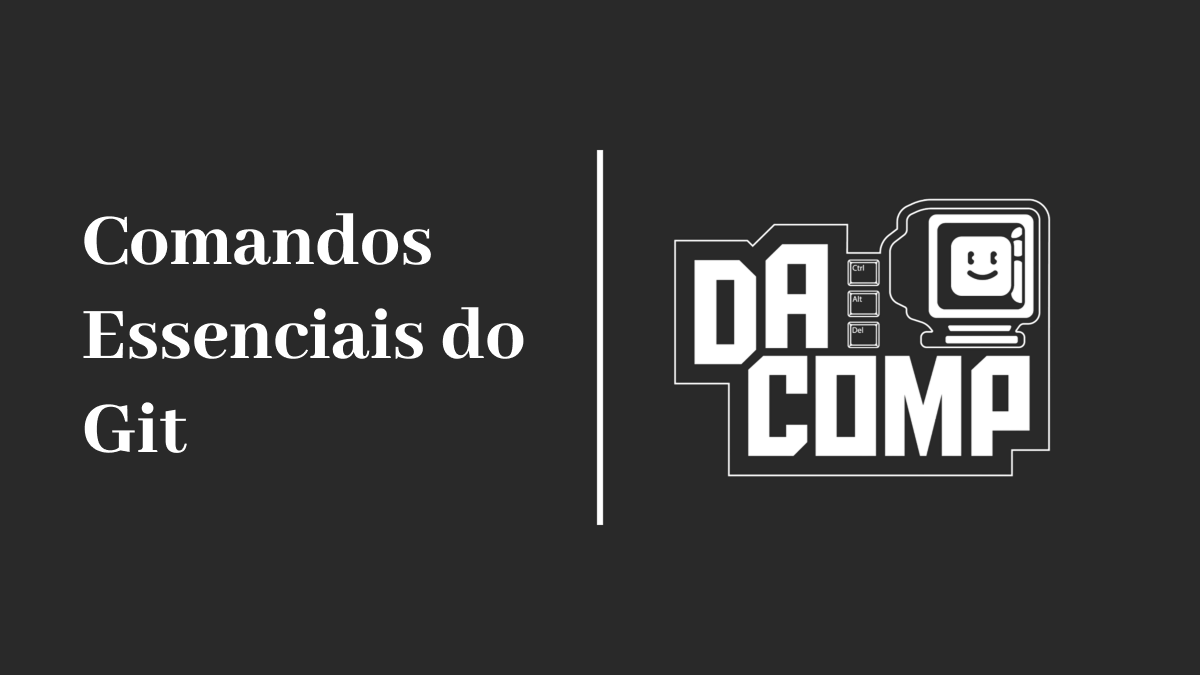 Comandos
Essenciais do
Git
DA
Ctrl
Alt
Del
COMP